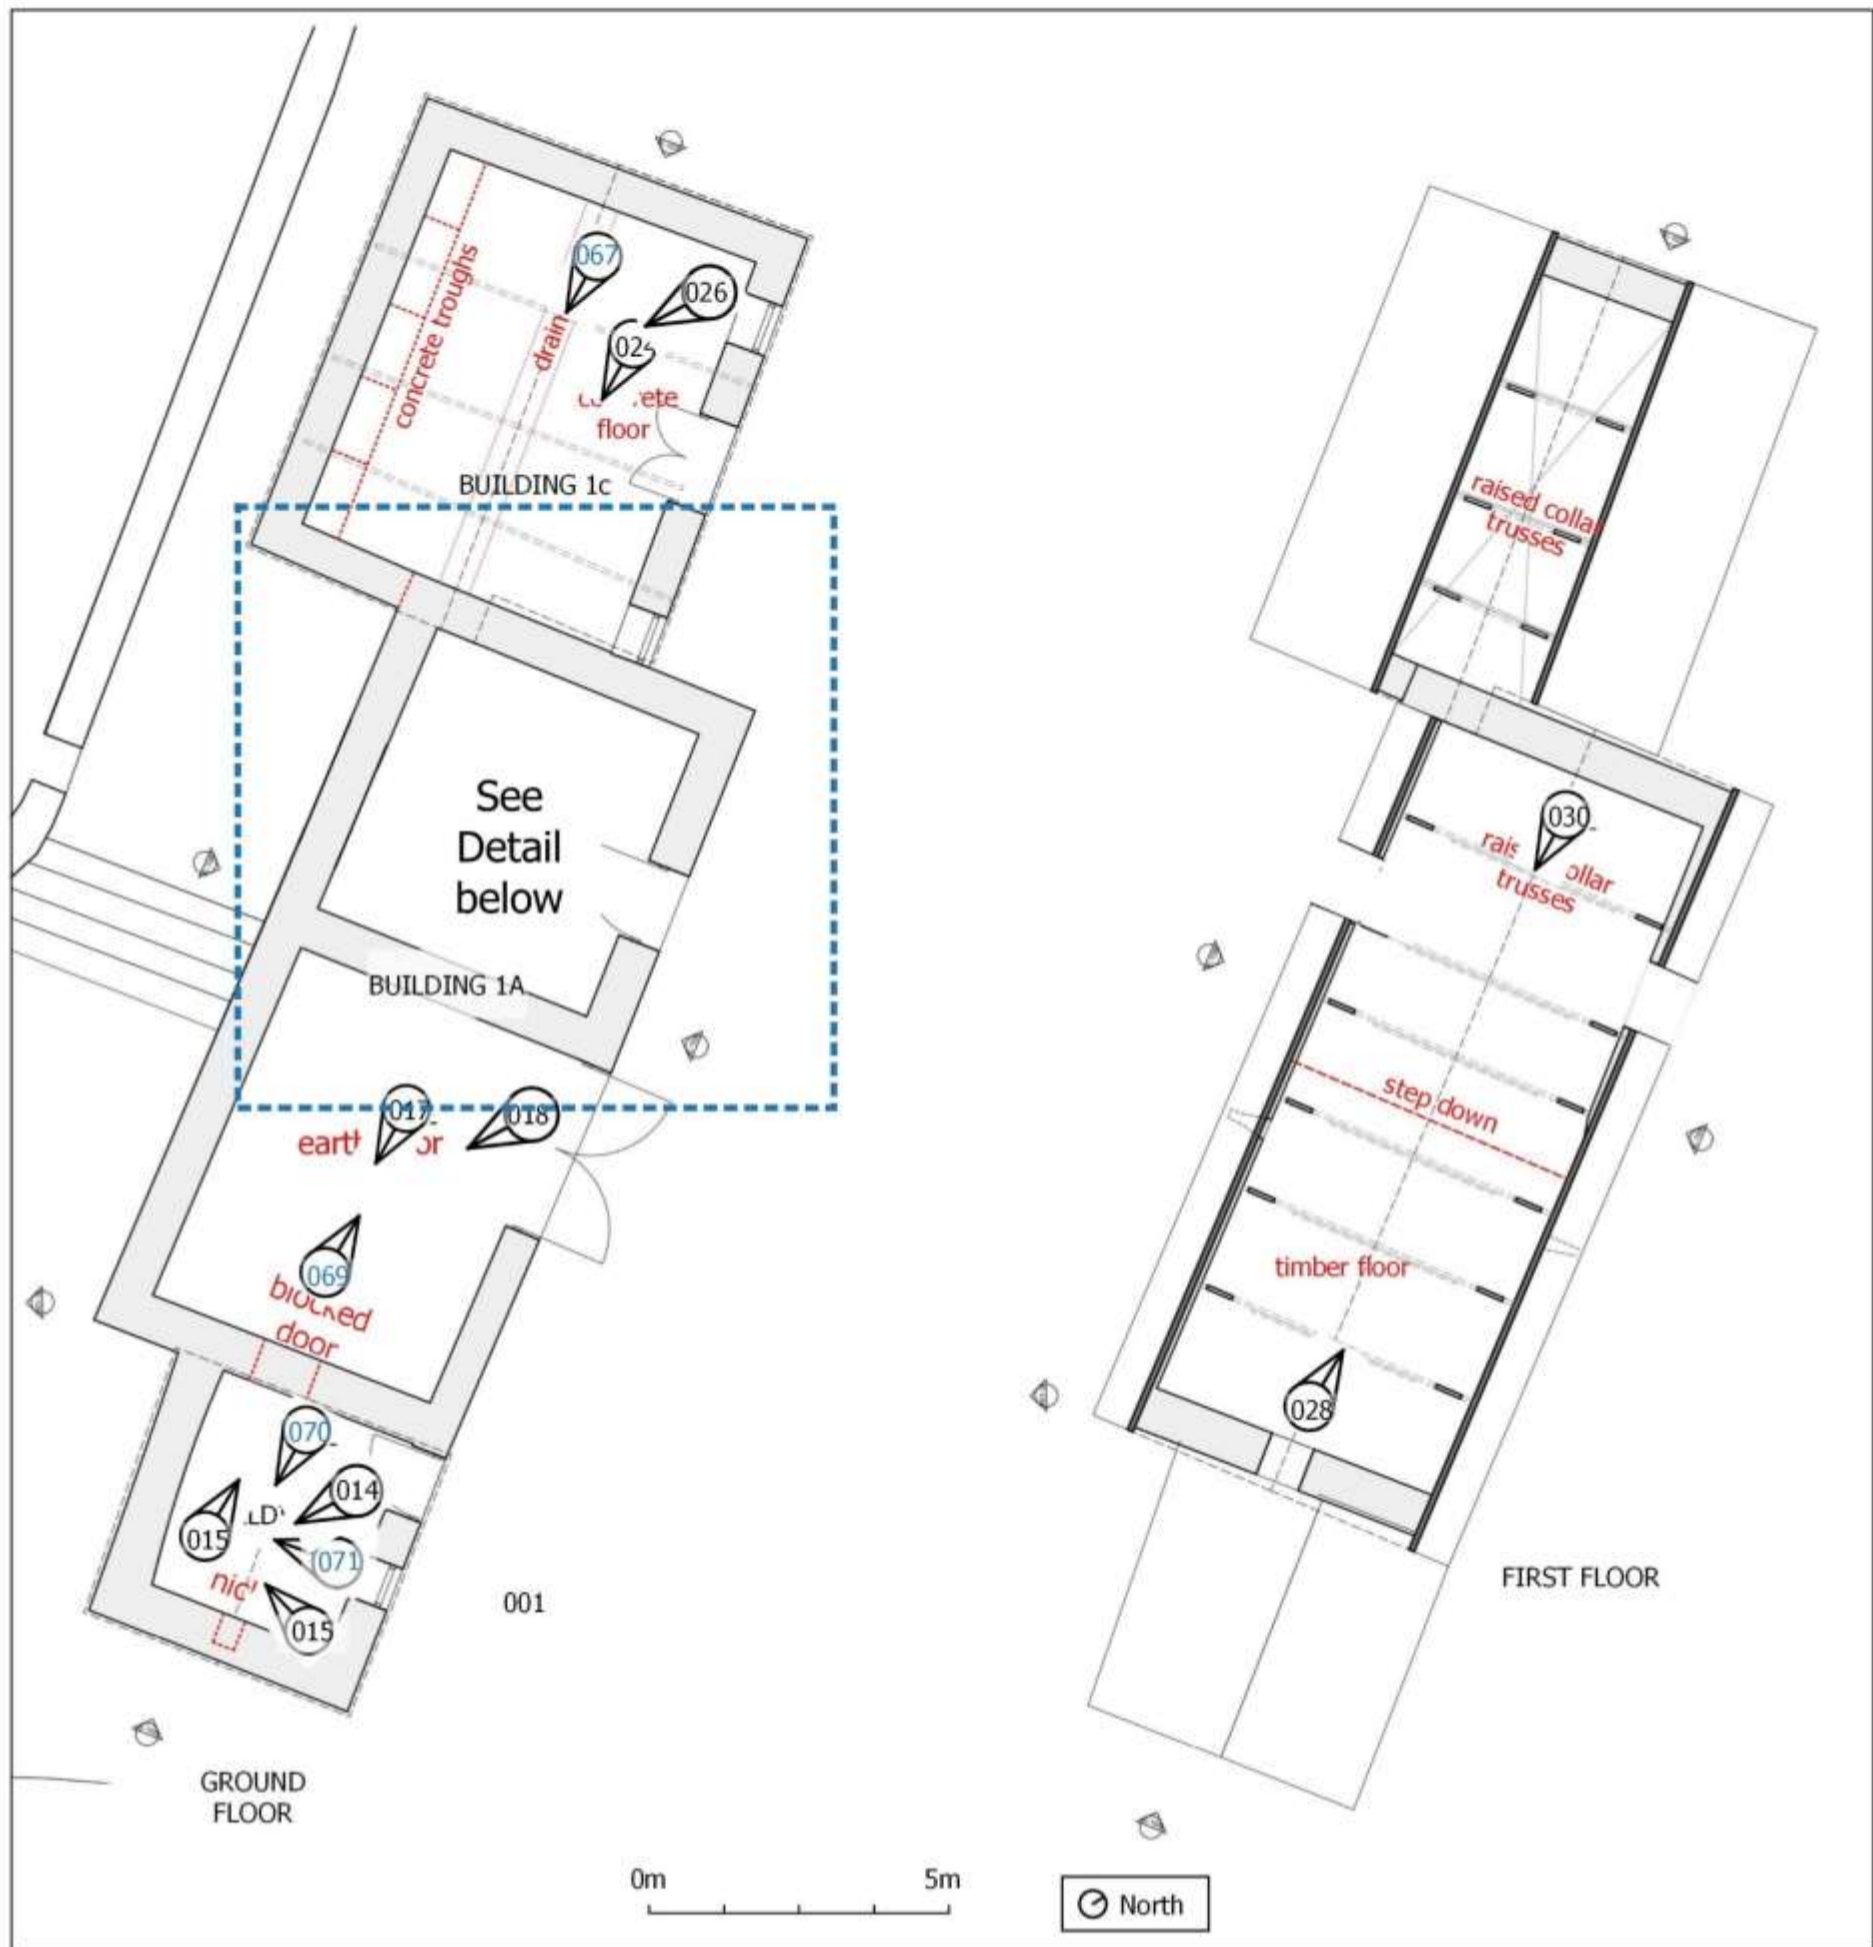 067
026
concrete troughs
drain
floor
BUILDING 1c
See
Detail
below
BUILDING 1A
017
018
069
door
070
014
015
071
015
001
GROUND
FLOOR
raised collar
trusses
030
trusses
step down
timber floor
028
FIRST FLOOR
0m
5m
North